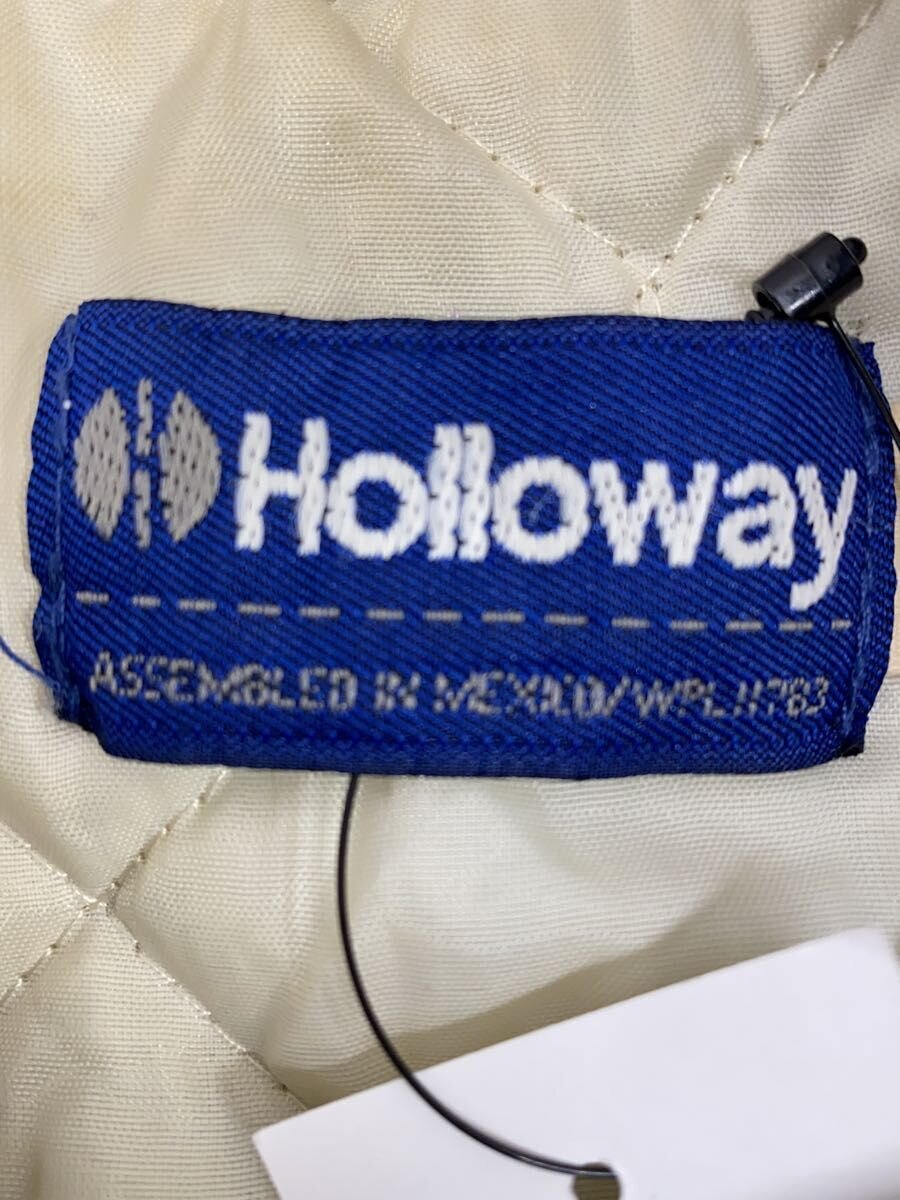 Holloway
ASSEMBLED IN MEXICO/WPL11783